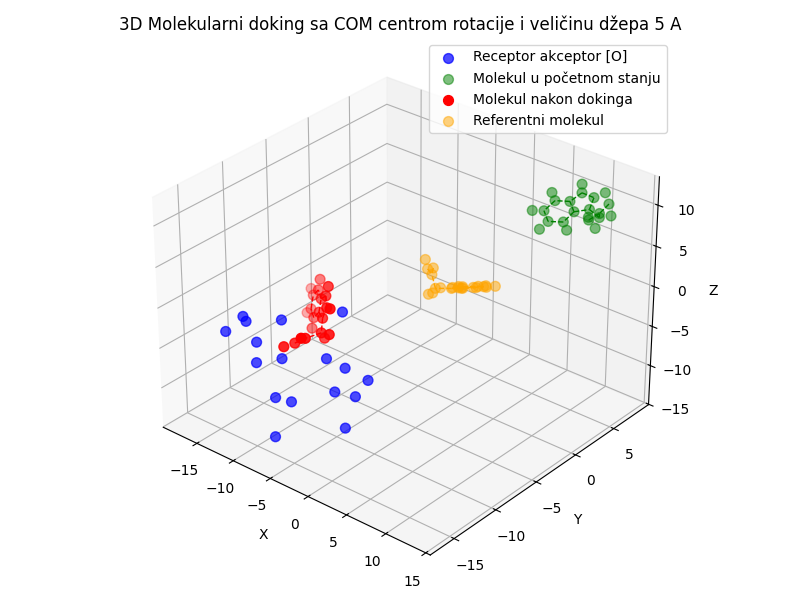 3D Molekularni doking sa COM centrom rotacije i veličinu džepa 5 A
Receptor akceptor [O]
Molekul u početnom stanju
Molekul nakon dokinga
Referentni molekul
10
5
0
−5
−10
−15
Z
5
0
−5
−10
−15
Y
−15
−10
−5
0
5
10
15
X